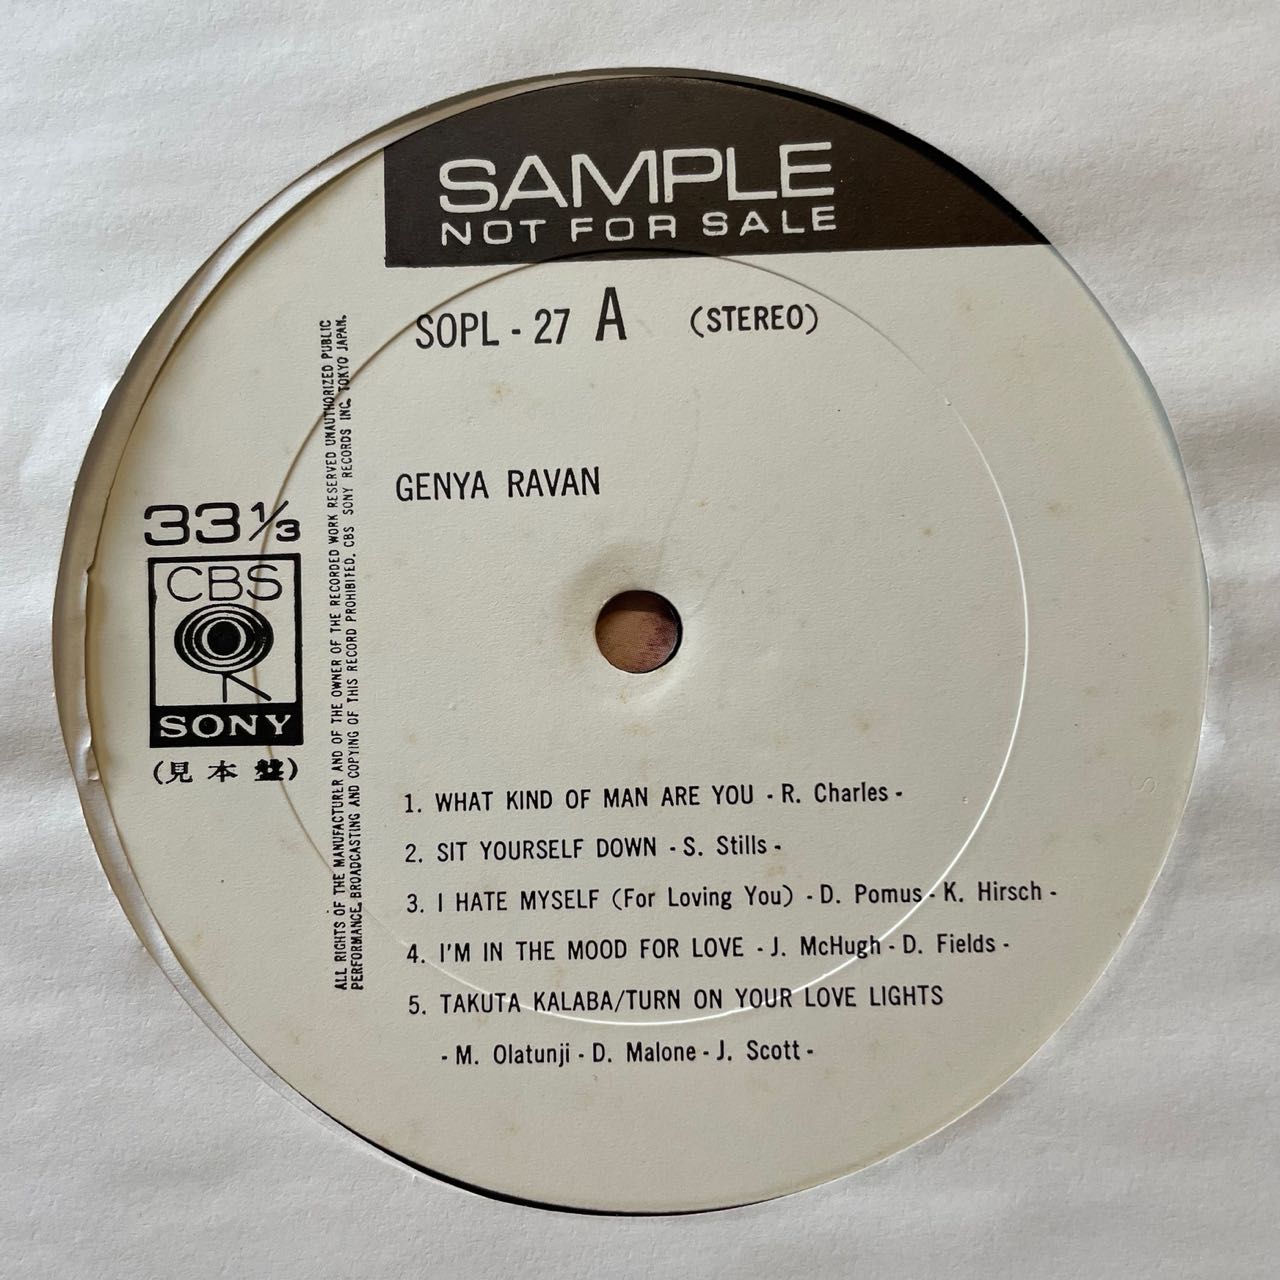 SAMPLE
NOT FOR SALE
SOPL - 27 A (STEREO)
GENYA RAVAN
33 1/3
CBS
SONY
(見本盤)
ALL RIGHTS OF THE MANUFACTURER AND OF THE OWNER OF THE RECORDED WORK RESERVED UNAUTHORIZED PUBLIC
PERFORMANCE, BROADCASTING AND COPYING OF THIS RECORD PROHIBITED. CBS SONY RECORDS INC. TOKYO JAPAN.
1. WHAT KIND OF MAN ARE YOU - R. Charles -
2. SIT YOURSELF DOWN - S. Stills -
3. I HATE MYSELF (For Loving You) - D. Pomus - K. Hirsch -
4. I'M IN THE MOOD FOR LOVE - J. McHugh - D. Fields -
5. TAKUTA KALABA/TURN ON YOUR LOVE LIGHTS
- M. Olatunji - D. Malone - J. Scott -